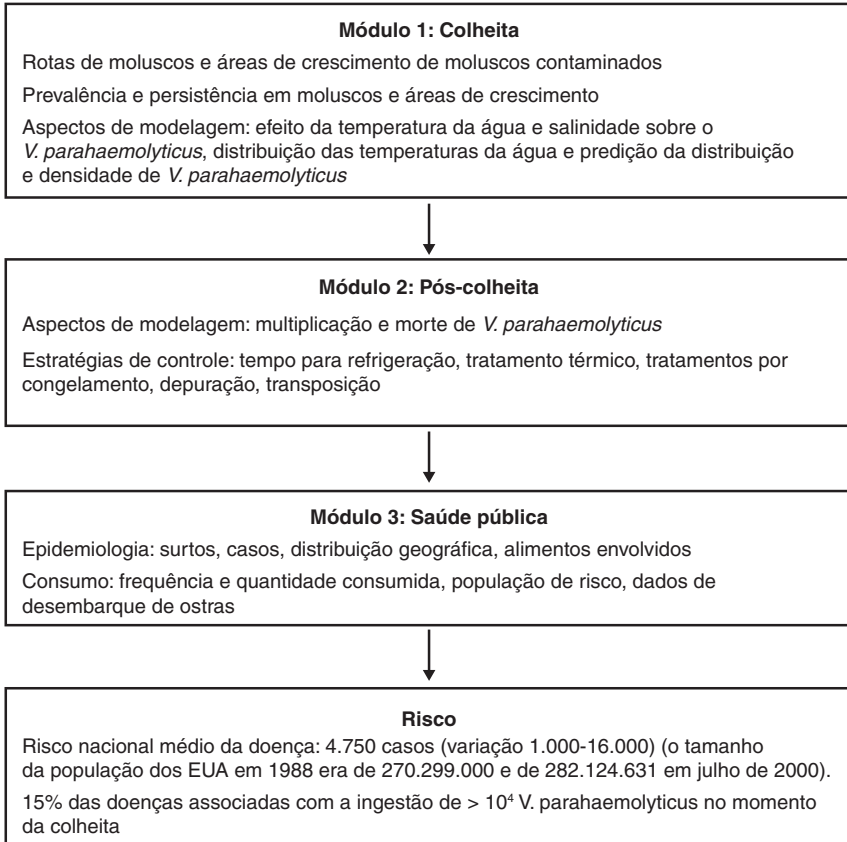 Módulo 1: Colheita
Rotas de moluscos e áreas de crescimento de moluscos contaminados
Prevalência e persistência em moluscos e áreas de crescimento
Aspectos de modelagem: efeito da temperatura da água e salinidade sobre o
V. parahaemolyticus, distribuição das temperaturas da água e predição da distribuição
e densidade de V. parahaemolyticus
Módulo 2: Pós-colheita
Aspectos de modelagem: multiplicação e morte de V. parahaemolyticus
Estratégias de controle: tempo para refrigeração, tratamento térmico, tratamentos por
congelamento, depuração, transposição
Módulo 3: Saúde pública
Epidemiologia: surtos, casos, distribuição geográfica, alimentos envolvidos
Consumo: frequência e quantidade consumida, população de risco, dados de
desembarque de ostras
Risco
Risco nacional médio da doença: 4.750 casos (variação 1.000-16.000) (o tamanho
da população dos EUA em 1988 era de 270.299.000 e de 282.124.631 em julho de 2000).
15% das doenças associadas com a ingestão de > 10⁴ V. parahaemolyticus no momento
da colheita